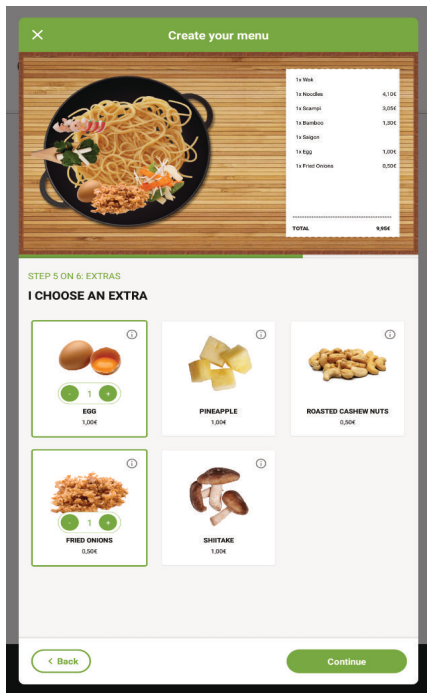 Create your menu
1x Wok
1x Noodles 4,10€
1x Scampi 3,05€
1x Bamboo 1,30€
1x Saigon
1x Egg 1,00€
1x Fried Onions 0,50€
TOTAL 9,95€
STEP 5 ON 6: EXTRAS
I CHOOSE AN EXTRA
- 1 +
EGG PINEAPPLE ROASTED CASHEW NUTS
1,00€ 1,00€ 0,50€
- 1 +
FRIED ONIONS SHIITAKE
0,50€ 1,00€
< Back Continue